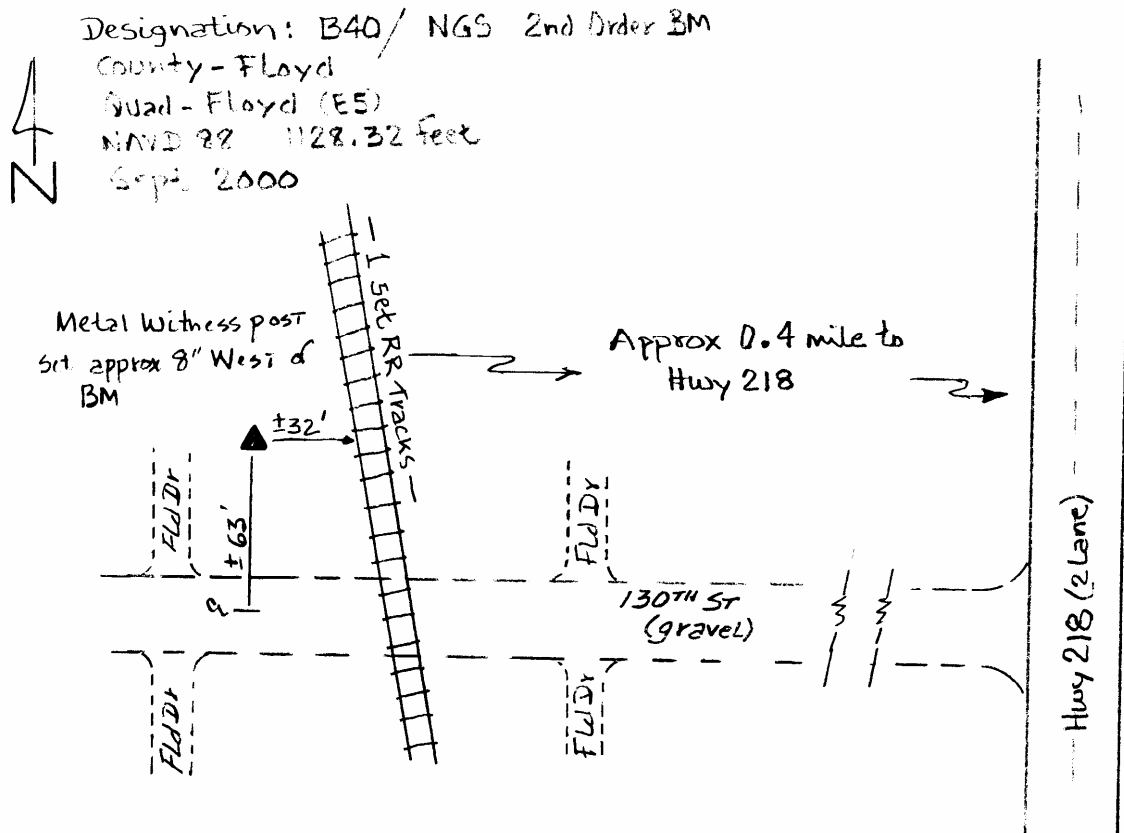 Designation: B40/ NGS 2nd Order BM
County - Floyd
Quad - Floyd (E5)
NAVD 88 1128.32 feet
Sept 2000
N
Metal Witness post
set approx 8" West of
BM
— 1 set RR Tracks —
Approx 0.4 mile to
Hwy 218
±32'
±63'
Fld Dr
Fld Dr
130TH ST
(gravel)
Fld Dr
Fld Dr
Hwy 218 (2 Lane)